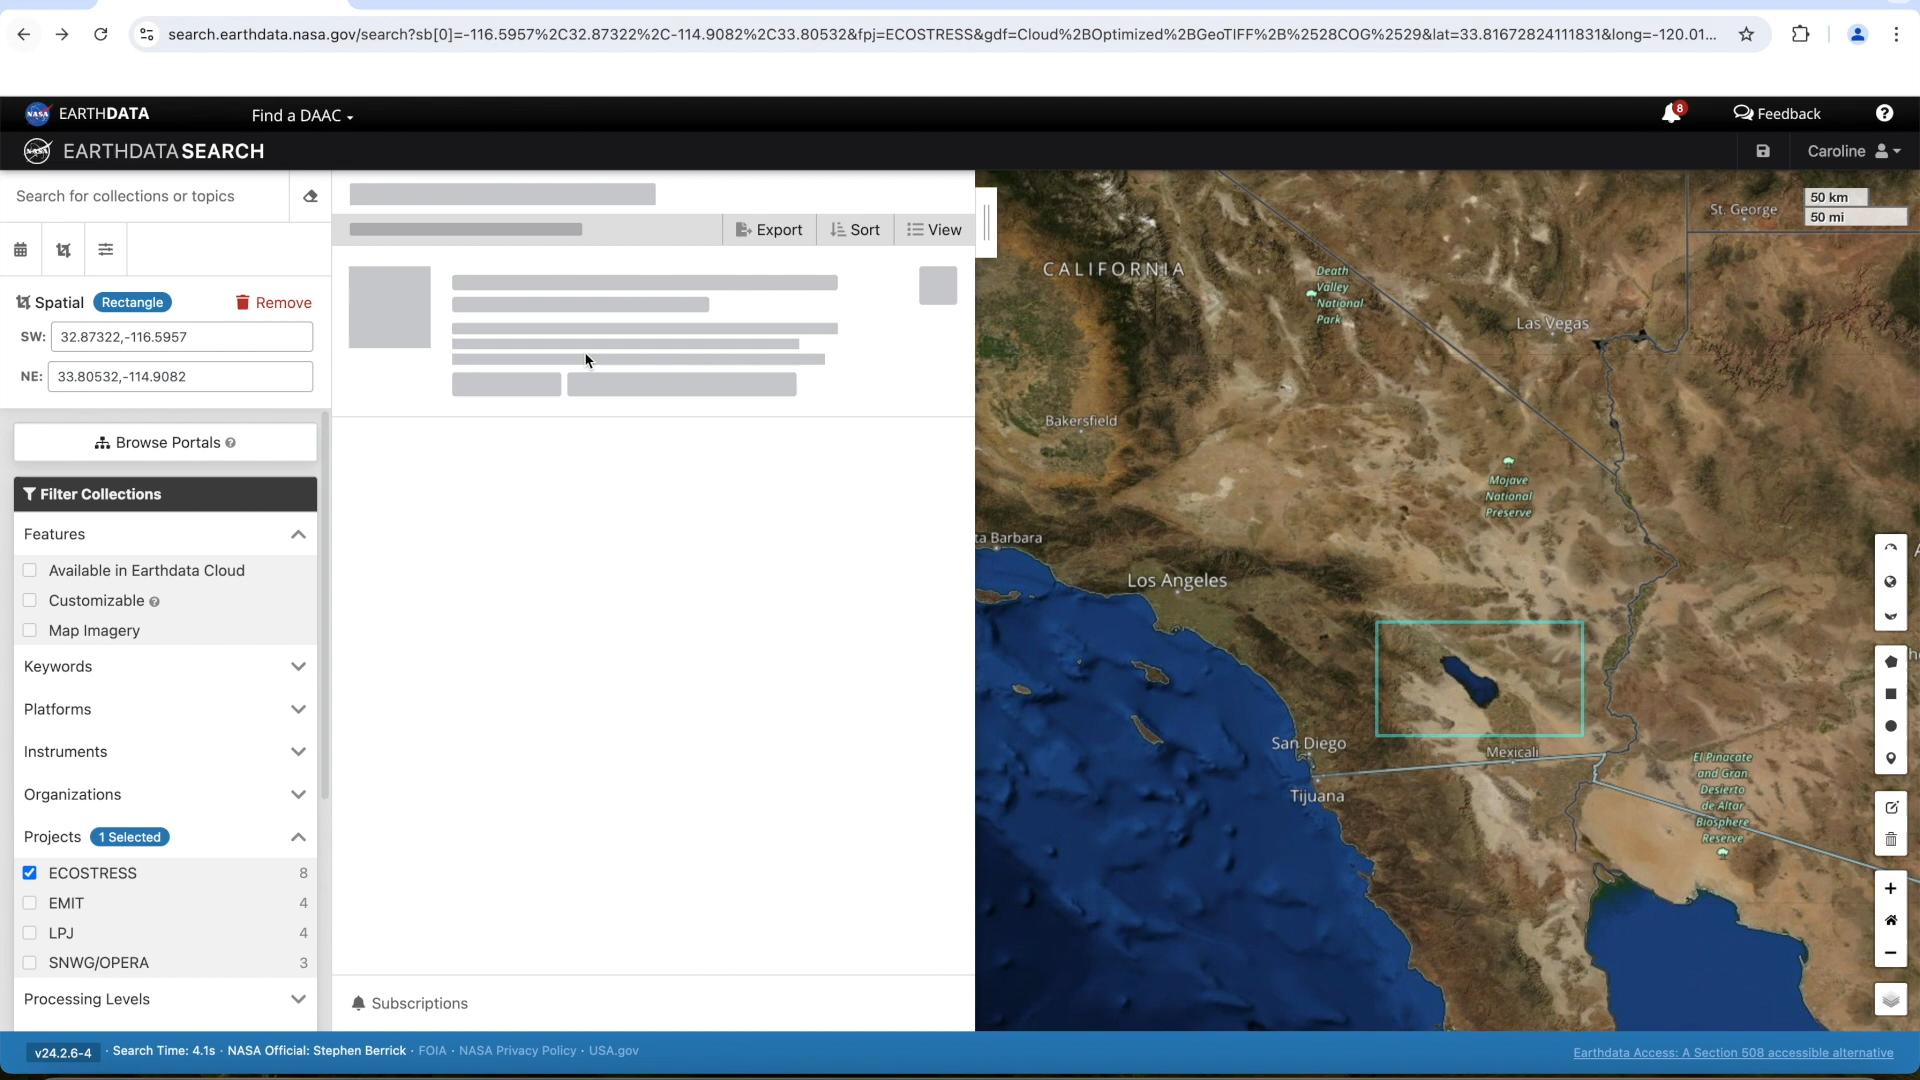 search.earthdata.nasa.gov/search?sb[0]=-116.5957%2C32.87322%2C-114.9082%2C33.80532&fpj=ECOSTRESS&gdf=Cloud%2BOptimized%2BGeoTIFF%2B%2528COG%2529&lat=33.81672824111831&long=-120.01...
NASA EARTHDATA
Find a DAAC
8
Feedback
?
NASA EARTHDATA SEARCH
Caroline
Search for collections or topics
Export
Sort
View
Spatial Rectangle
Remove
SW: 32.87322,-116.5957
NE: 33.80532,-114.9082
Browse Portals ?
Filter Collections
Features
Available in Earthdata Cloud
Customizable ?
Map Imagery
Keywords
Platforms
Instruments
Organizations
Projects 1 Selected
ECOSTRESS 8
EMIT 4
LPJ 4
SNWG/OPERA 3
Processing Levels
Subscriptions
50 km
50 mi
St. George
CALIFORNIA
Death
Valley
National
Park
Las Vegas
Bakersfield
Mojave
National
Preserve
ta Barbara
Los Angeles
San Diego
Mexicali
Tijuana
El Pinacate
and Gran
Desierto
de Altar
Biosphere
Reserve
v24.2.6-4 · Search Time: 4.1s · NASA Official: Stephen Berrick · FOIA · NASA Privacy Policy · USA.gov
Earthdata Access: A Section 508 accessible alternative